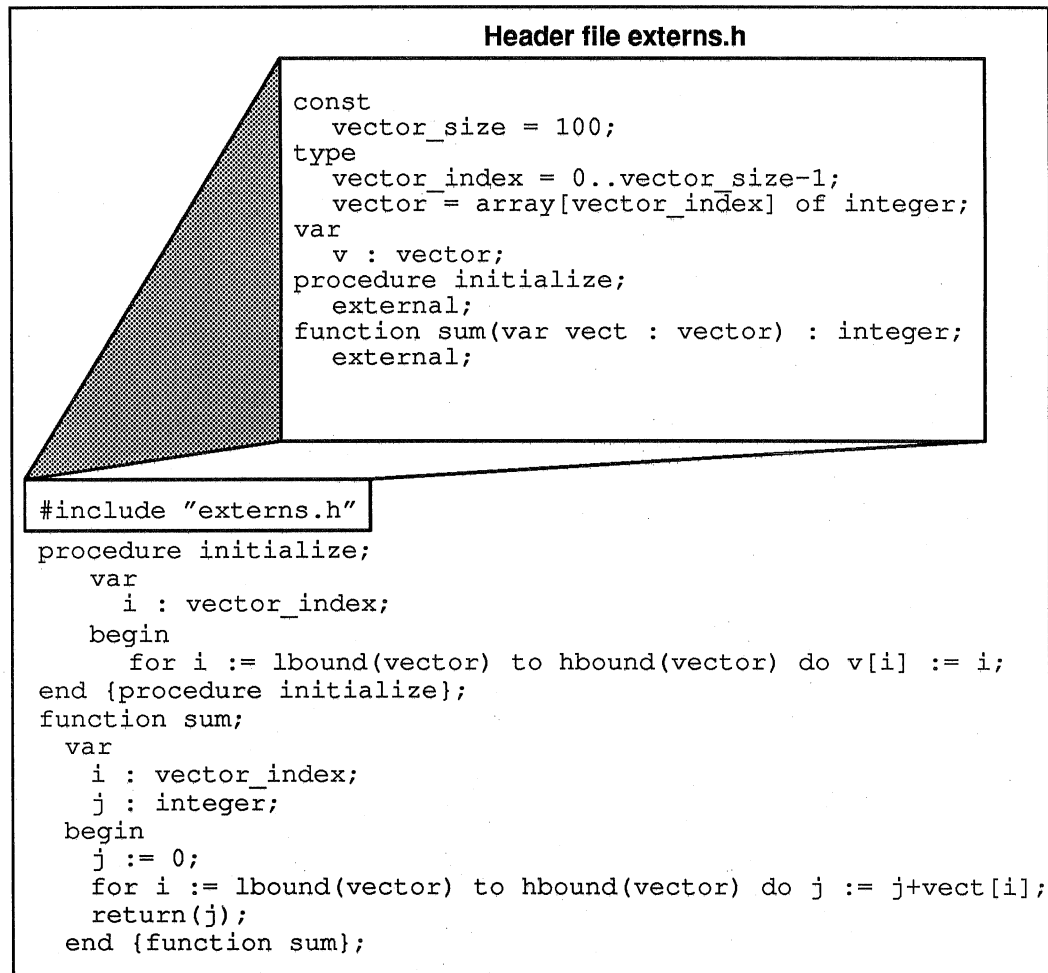 Header file externs.h
const
vector_size = 100;
type
vector_index = 0..vector_size-1;
vector = array[vector_index] of integer;
var
v : vector;
procedure initialize;
external;
function sum(var vect : vector) : integer;
external;
#include "externs.h"
procedure initialize;
var
i : vector_index;
begin
for i := lbound(vector) to hbound(vector) do v[i] := i;
end {procedure initialize};
function sum;
var
i : vector_index;
j : integer;
begin
j := 0;
for i := lbound(vector) to hbound(vector) do j := j+vect[i];
return(j);
end {function sum};